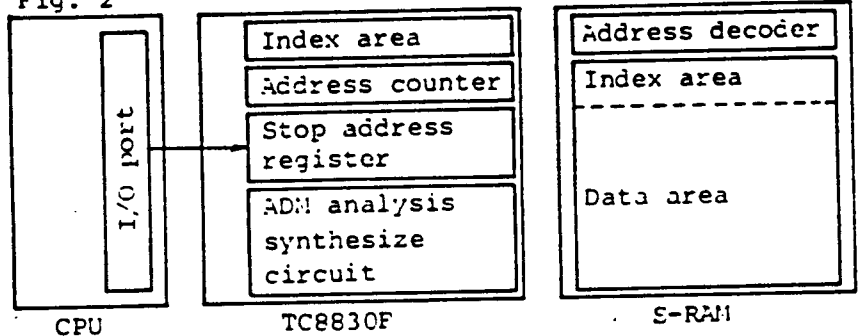 Fig. 2
I/O port
CPU
Index area
Address counter
Stop address
register
ADM analysis
synthesize
circuit
TC8830F
Address decoder
Index area
Data area
S-RAM